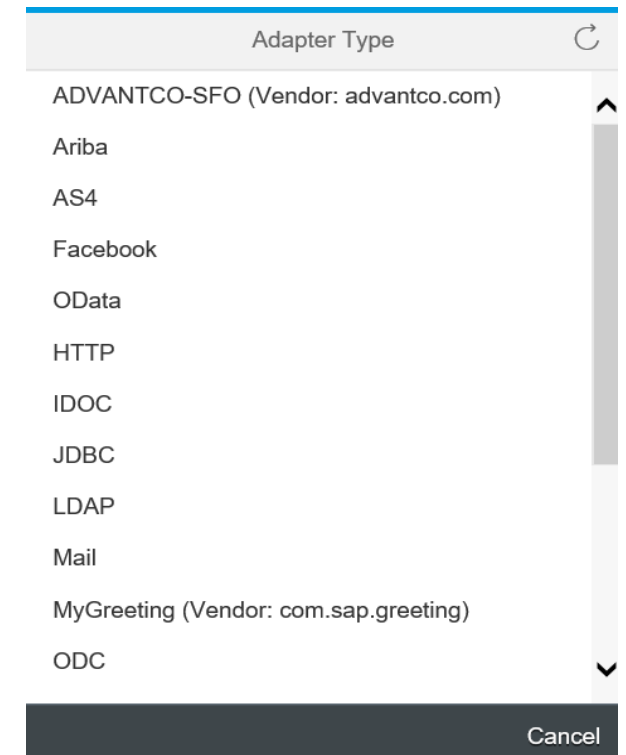 Adapter Type
ADVANTCO-SFO (Vendor: advantco.com)
Ariba
AS4
Facebook
OData
HTTP
IDOC
JDBC
LDAP
Mail
MyGreeting (Vendor: com.sap.greeting)
ODC
Cancel